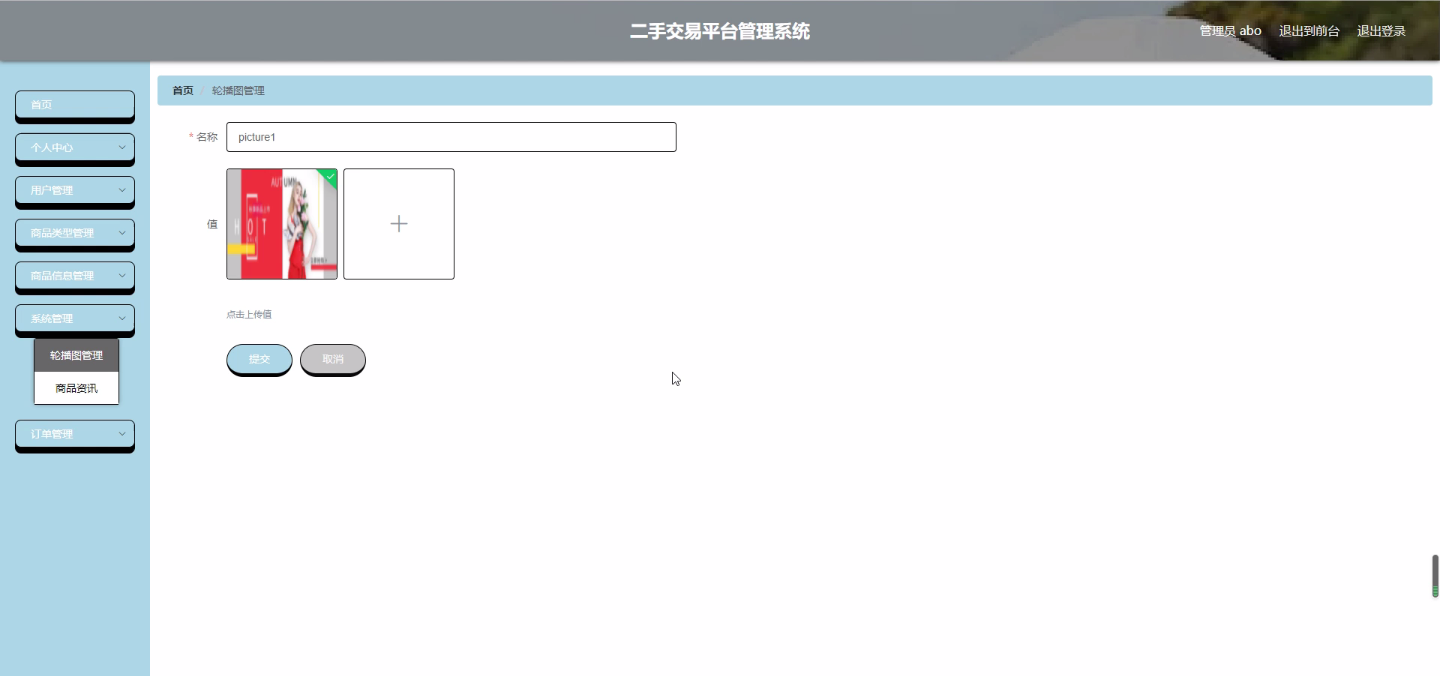 二手交易平台管理系统
管理员 abo 退出到前台 退出登录
首页
个人中心
用户管理
商品类型管理
商品信息管理
系统管理
轮播图管理
商品资讯
订单管理
首页 / 轮播图管理
* 名称 picture1
值
AUTUMN
HOT
点击上传值
提交 取消